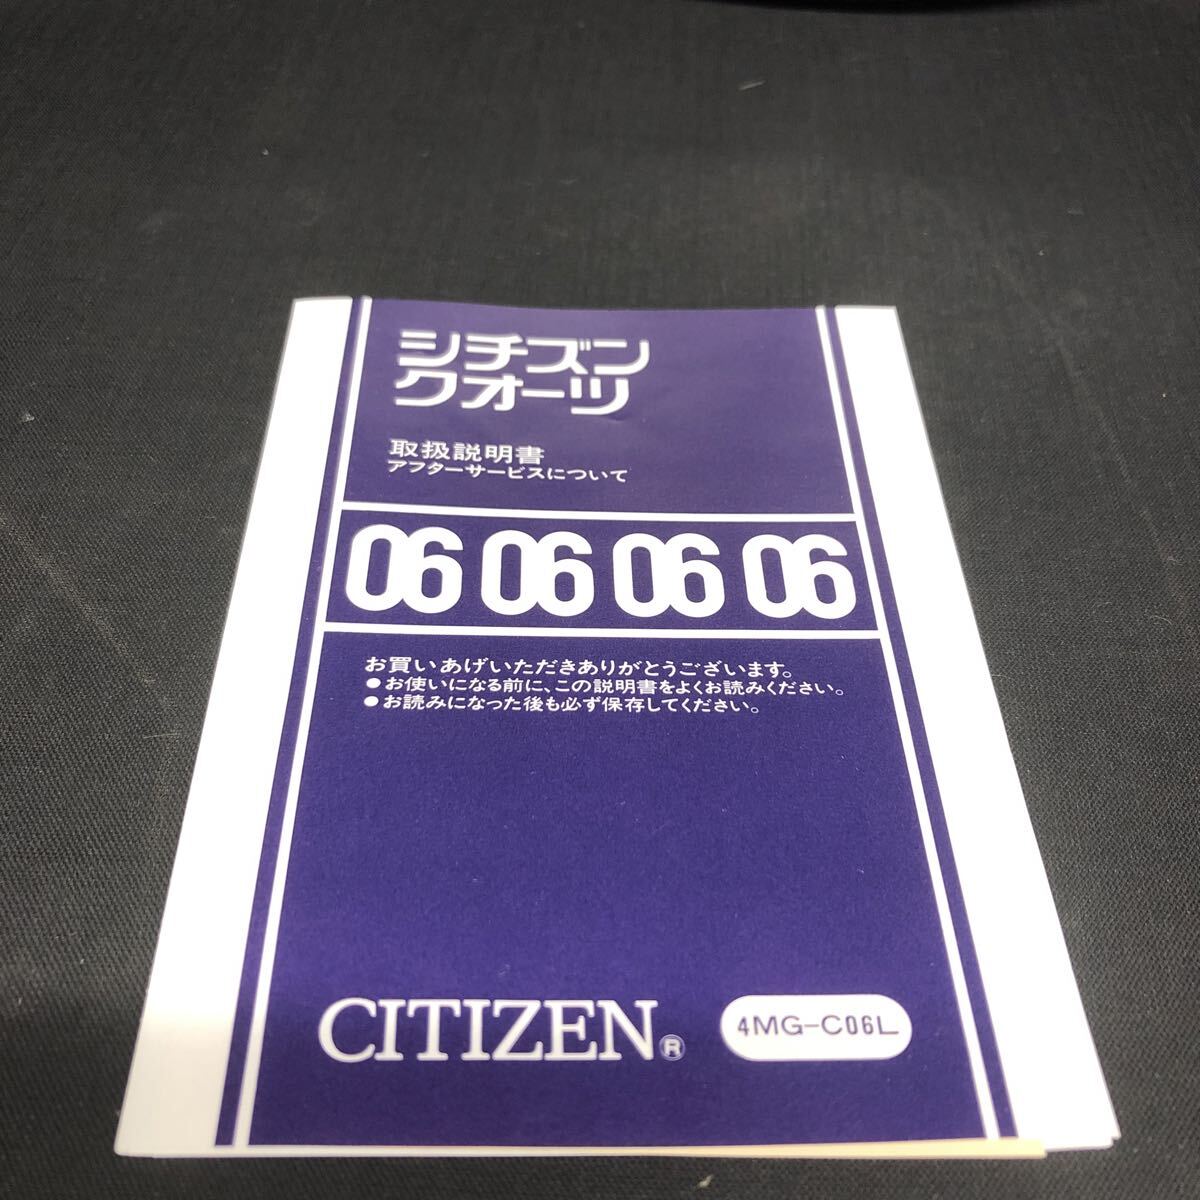 シチズン
クオーツ
取扱説明書
アフターサービスについて
06 06 06 06
お買いあげいただきありがとうございます。
●お使いになる前に、この説明書をよくお読みください。
●お読みになった後も必ず保存してください。
CITIZEN®
4MG-C06L